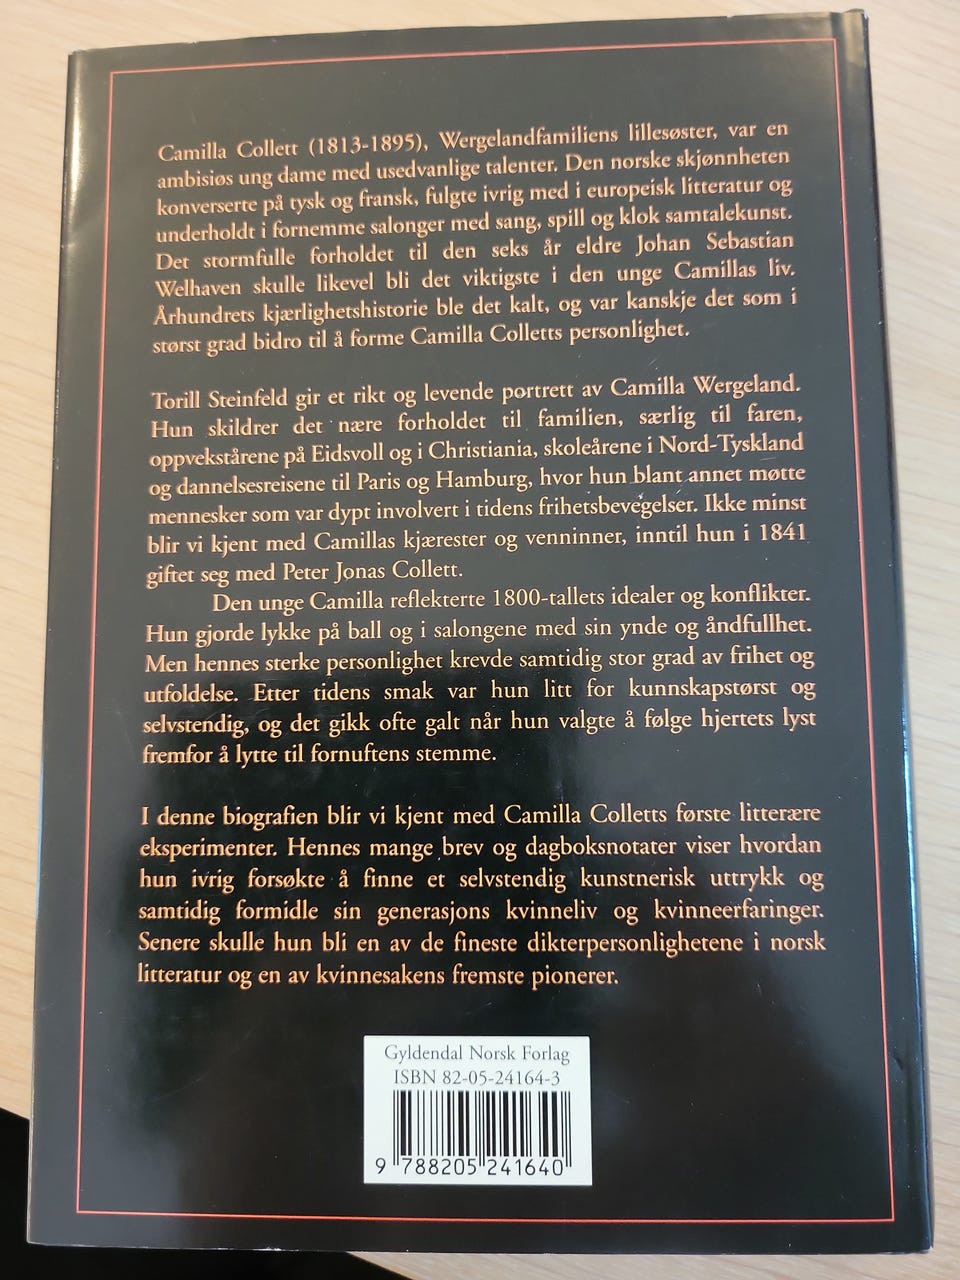 Camilla Collett (1813-1895), Wergelandfamiliens lillesøster, var en
ambisiøs ung dame med usedvanlige talenter. Den norske skjønnheten
konverserte på tysk og fransk, fulgte ivrig med i europeisk litteratur og
underholdt i fornemme salonger med sang, spill og klok samtalekunst.
Det stormfulle forholdet til den seks år eldre Johan Sebastian
Welhaven skulle likevel bli det viktigste i den unge Camillas liv.
Århundrets kjærlighetshistorie ble det kalt, og var kanskje det som i
størst grad bidro til å forme Camilla Colletts personlighet.
Torill Steinfeld gir et rikt og levende portrett av Camilla Wergeland.
Hun skildrer det nære forholdet til familien, særlig til faren,
oppvekstårene på Eidsvoll og i Christiania, skoleårene i Nord-Tyskland
og dannelsesreisene til Paris og Hamburg, hvor hun blant annet møtte
mennesker som var dypt involvert i tidens frihetsbevegelser. Ikke minst
blir vi kjent med Camillas kjærester og venninner, inntil hun i 1841
giftet seg med Peter Jonas Collett.
Den unge Camilla reflekterte 1800-tallets idealer og konflikter.
Hun gjorde lykke på ball og i salongene med sin ynde og åndfullhet.
Men hennes sterke personlighet krevde samtidig stor grad av frihet og
utfoldelse. Etter tidens smak var hun litt for kunnskapstørst og
selvstendig, og det gikk ofte galt når hun valgte å følge hjertets lyst
fremfor å lytte til fornuftens stemme.
I denne biografien blir vi kjent med Camilla Colletts første litterære
eksperimenter. Hennes mange brev og dagboksnotater viser hvordan
hun ivrig forsøkte å finne et selvstendig kunstnerisk uttrykk og
samtidig formidle sin generasjons kvinneliv og kvinneerfaringer.
Senere skulle hun bli en av de fineste dikterpersonlighetene i norsk
litteratur og en av kvinnesakens fremste pionerer.
Gyldendal Norsk Forlag
ISBN 82-05-24164-3
9 788205 241640